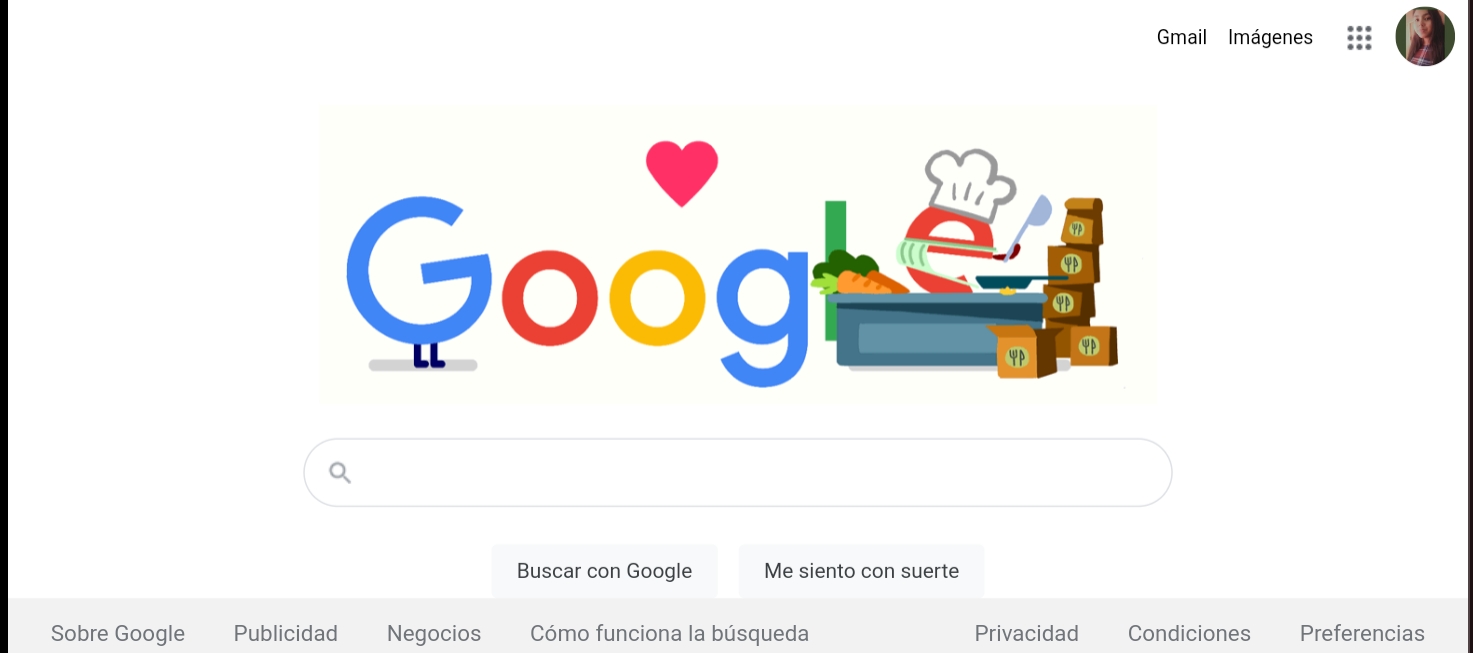 Gmail Imágenes
Google
Buscar con Google Me siento con suerte
Sobre Google Publicidad Negocios Cómo funciona la búsqueda Privacidad Condiciones Preferencias